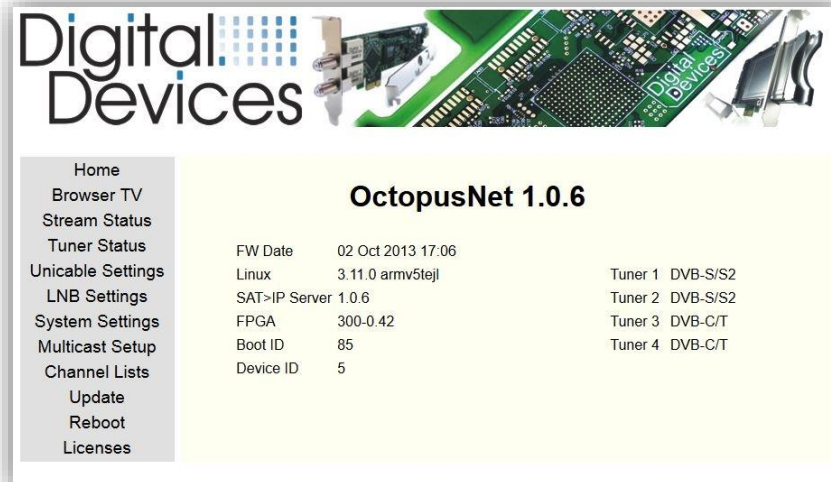 Digital
Devices
Digital
Devices
Home
Browser TV
Stream Status
Tuner Status
Unicable Settings
LNB Settings
System Settings
Multicast Setup
Channel Lists
Update
Reboot
Licenses
OctopusNet 1.0.6
FW Date 02 Oct 2013 17:06
Linux 3.11.0 armv5tejl Tuner 1 DVB-S/S2
SAT>IP Server 1.0.6 Tuner 2 DVB-S/S2
FPGA 300-0.42 Tuner 3 DVB-C/T
Boot ID 85 Tuner 4 DVB-C/T
Device ID 5